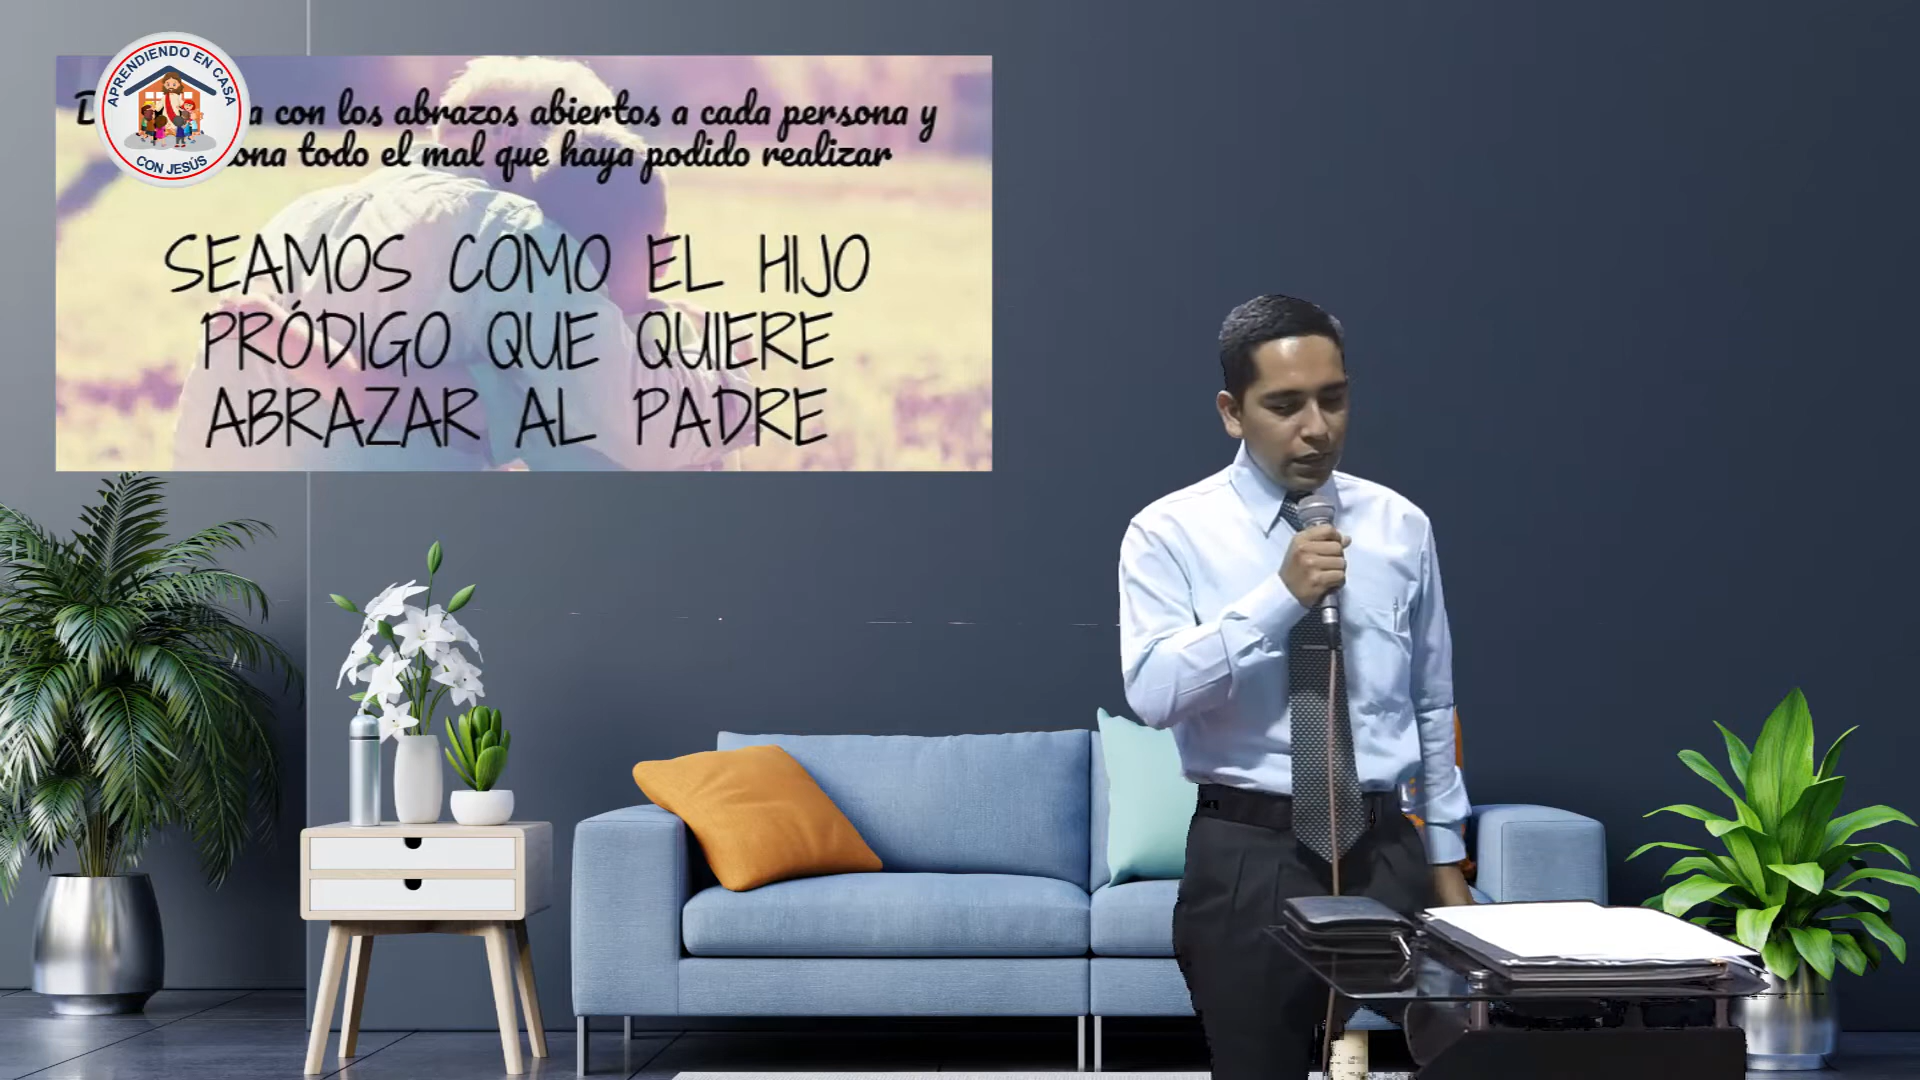 APRENDIENDO EN CASA
CON JESÚS
con los abrazos abiertos a cada persona y
todo el mal que haya podido realizar
SEAMOS COMO EL HIJO
PRÓDIGO QUE QUIERE
ABRAZAR AL PADRE